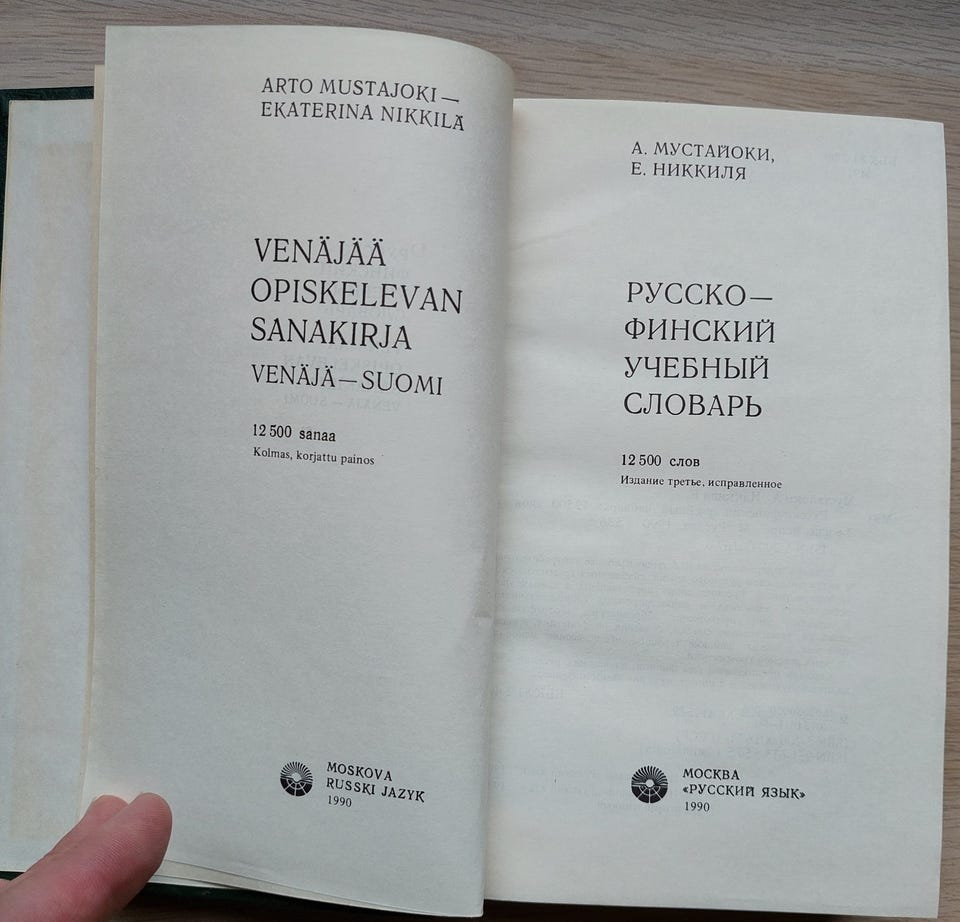 ARTO MUSTAJOKI —
EKATERINA NIKKILÄ
VENÄJÄÄ
OPISKELEVAN
SANAKIRJA
VENÄJÄ — SUOMI
12 500 sanaa
Kolmas, korjattu painos
MOSKOVA
RUSSKI JAZYK
1990
А. МУСТАЙОКИ,
Е. НИККИЛЯ
РУССКО —
ФИНСКИЙ
УЧЕБНЫЙ
СЛОВАРЬ
12 500 слов
Издание третье, исправленное
МОСКВА
«РУССКИЙ ЯЗЫК»
1990